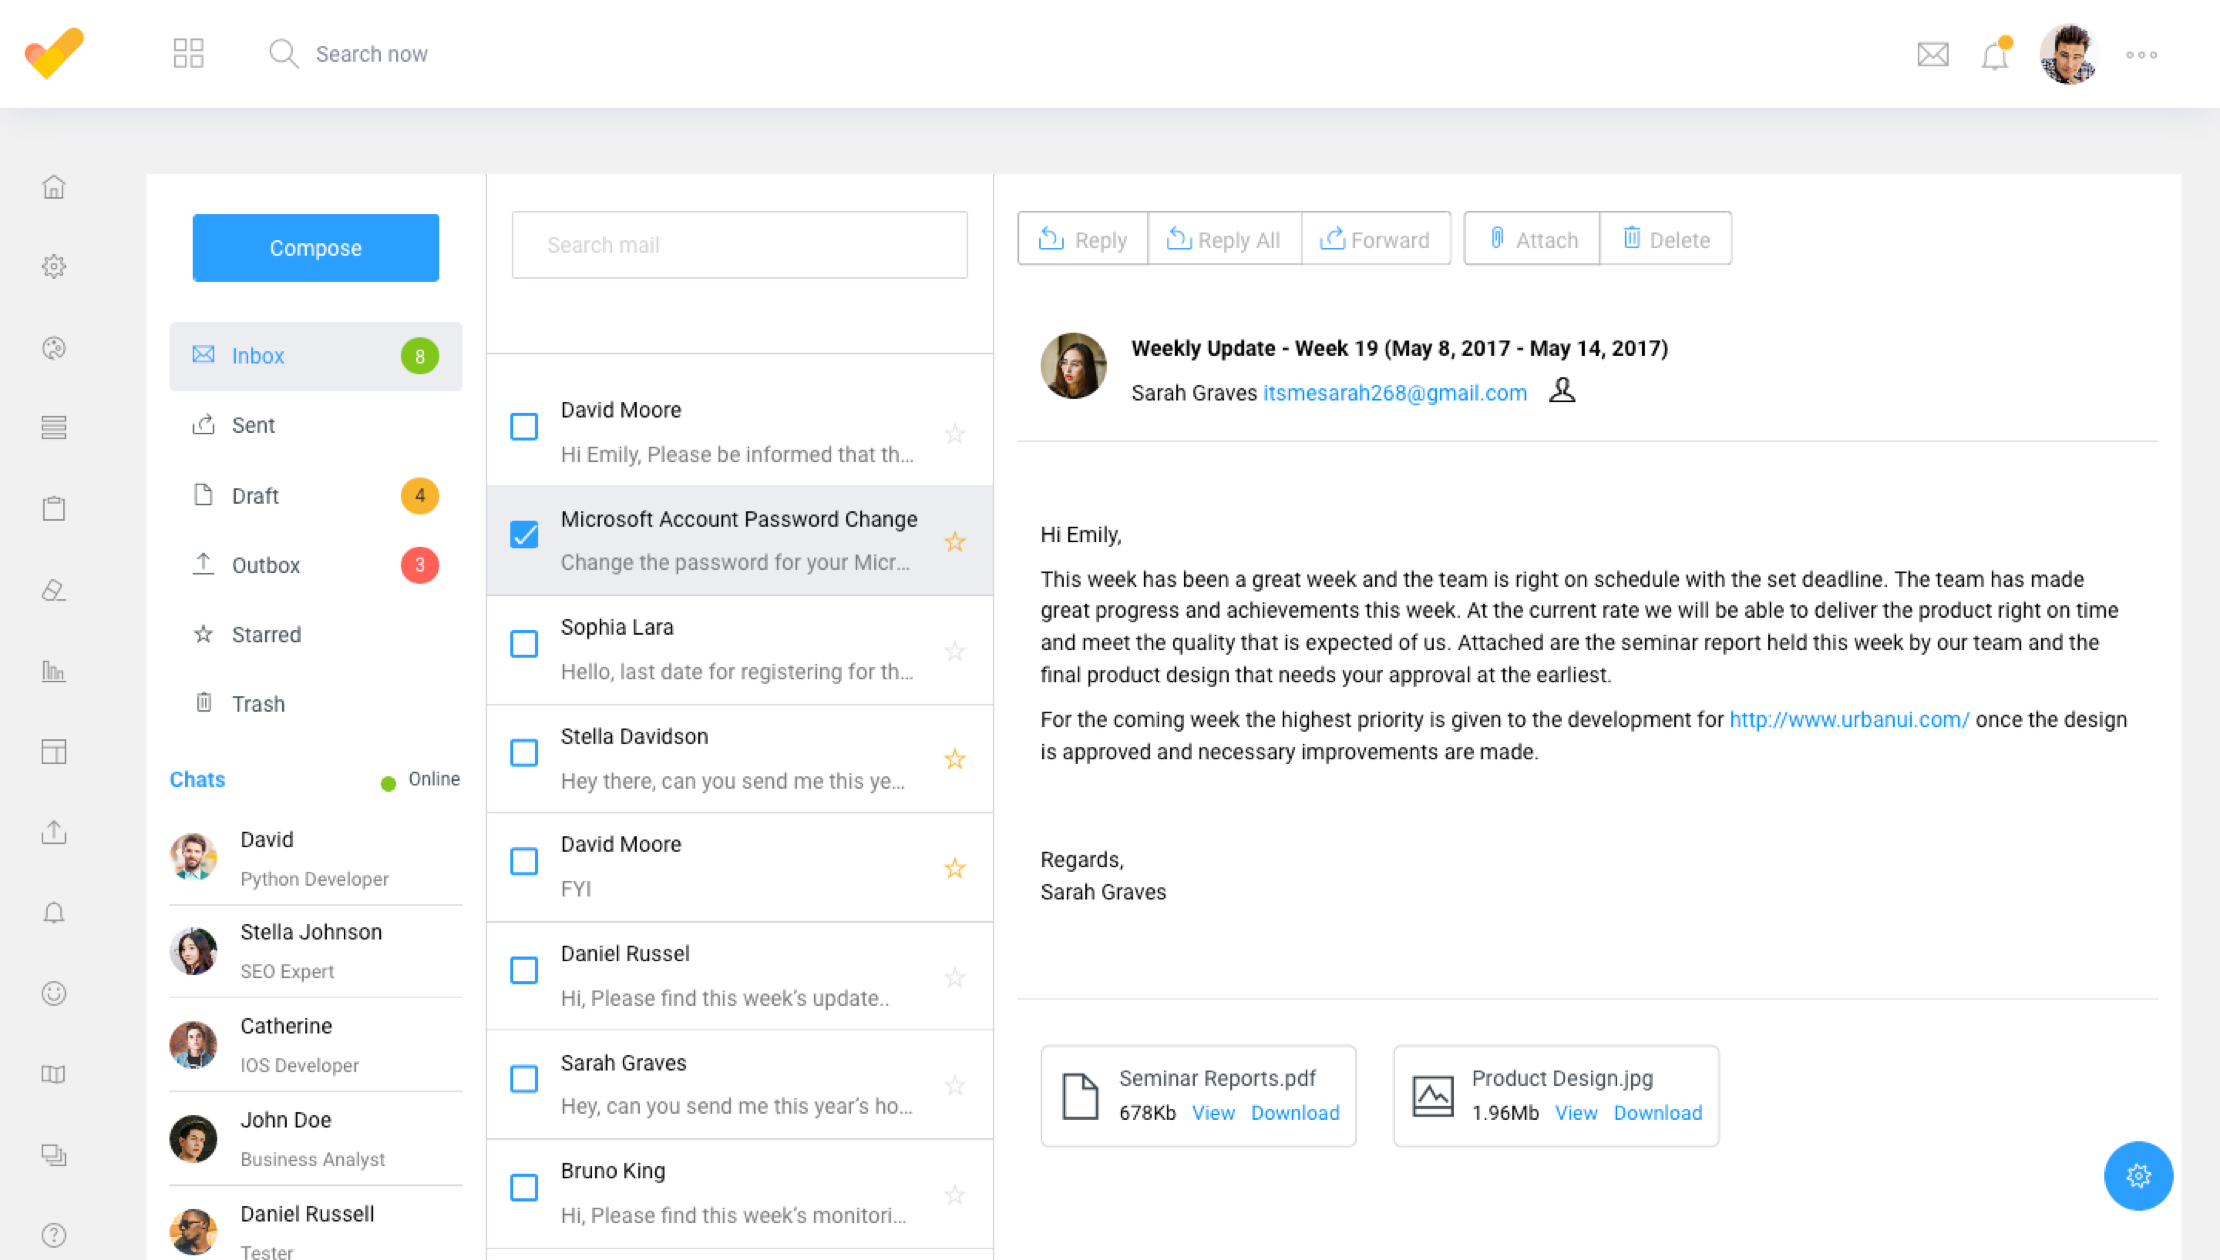 Search now
Compose
Inbox 8
Sent
Draft 4
Outbox 3
Starred
Trash
Chats Online
David
Python Developer
Stella Johnson
SEO Expert
Catherine
IOS Developer
John Doe
Business Analyst
Daniel Russell
Tester
Search mail
David Moore
Hi Emily, Please be informed that th...
Microsoft Account Password Change
Change the password for your Micr...
Sophia Lara
Hello, last date for registering for th...
Stella Davidson
Hey there, can you send me this ye...
David Moore
FYI
Daniel Russel
Hi, Please find this week’s update..
Sarah Graves
Hey, can you send me this year’s ho...
Bruno King
Hi, Please find this week’s monitori...
Reply Reply All Forward Attach Delete
Weekly Update - Week 19 (May 8, 2017 - May 14, 2017)
Sarah Graves itsmesarah268@gmail.com
Hi Emily,
This week has been a great week and the team is right on schedule with the set deadline. The team has made
great progress and achievements this week. At the current rate we will be able to deliver the product right on time
and meet the quality that is expected of us. Attached are the seminar report held this week by our team and the
final product design that needs your approval at the earliest.
For the coming week the highest priority is given to the development for http://www.urbanui.com/ once the design
is approved and necessary improvements are made.
Regards,
Sarah Graves
Seminar Reports.pdf
678Kb View Download
Product Design.jpg
1.96Mb View Download